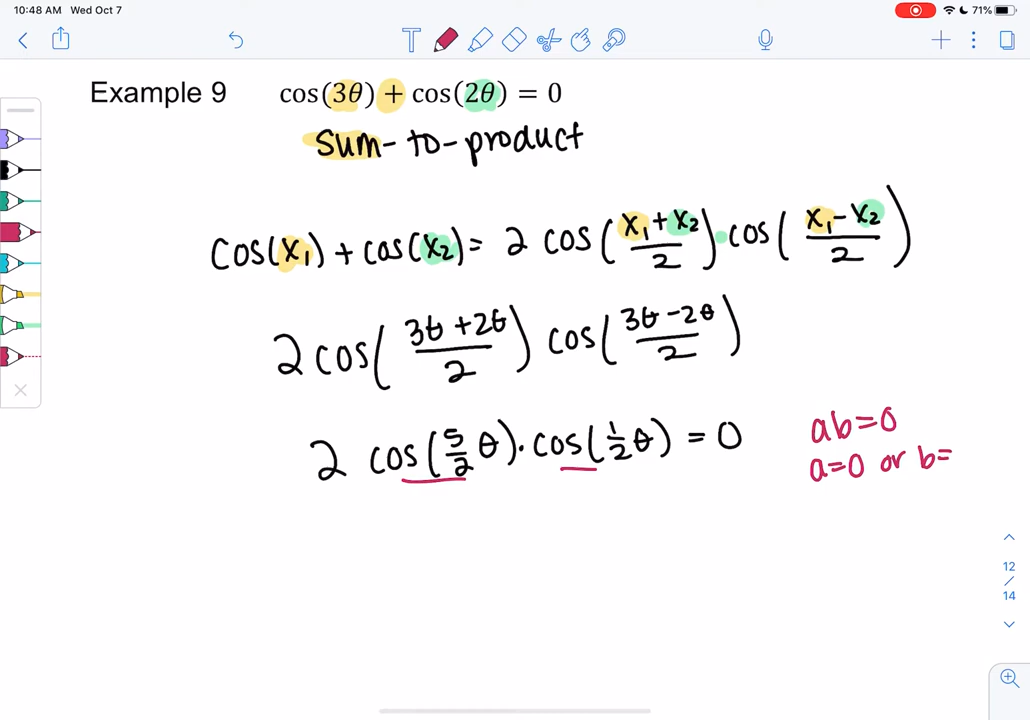 10:48 AM Wed Oct 7
71%
T
Example 9 cos(3θ) + cos(2θ) = 0
Sum-to-product
cos(x₁) + cos(x₂) = 2 cos((x₁+x₂)/2) · cos((x₁-x₂)/2)
2 cos((3θ+2θ)/2) cos((3θ-2θ)/2)
2 cos(5/2 θ) · cos(1/2 θ) = 0
ab=0
a=0 or b=
12
/
14